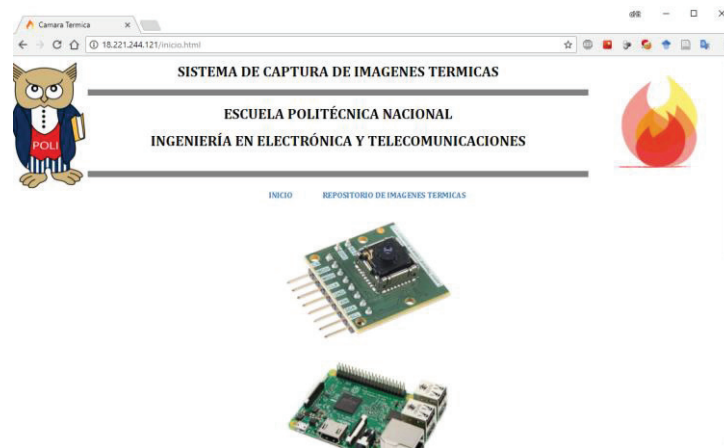 Camara Termica
18.221.244.121/inicio.html
SISTEMA DE CAPTURA DE IMAGENES TERMICAS
ESCUELA POLITÉCNICA NACIONAL
INGENIERÍA EN ELECTRÓNICA Y TELECOMUNICACIONES
POLI
INICIO REPOSITORIO DE IMAGENES TERMICAS